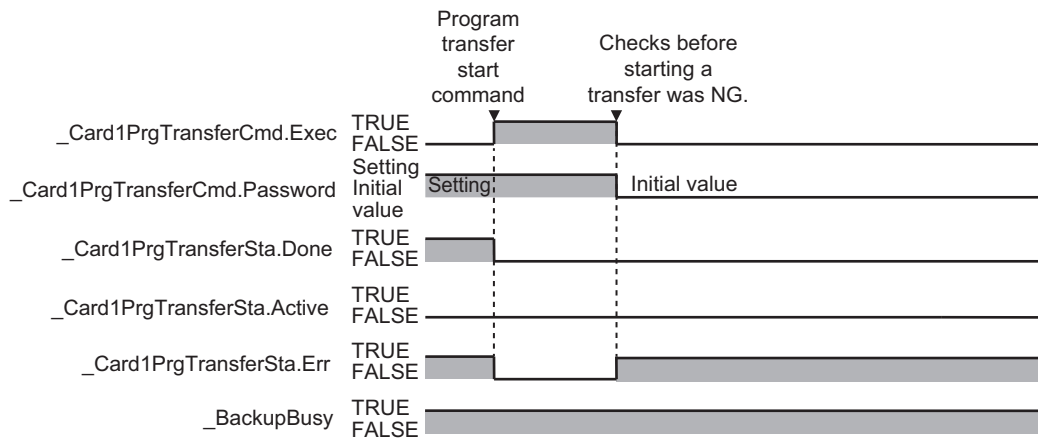 Program
transfer
start
command
Checks before
starting a
transfer was NG.
_Card1PrgTransferCmd.Exec
TRUE
FALSE
_Card1PrgTransferCmd.Password
Setting
Initial
value
Setting
Initial value
_Card1PrgTransferSta.Done
TRUE
FALSE
_Card1PrgTransferSta.Active
TRUE
FALSE
_Card1PrgTransferSta.Err
TRUE
FALSE
_BackupBusy
TRUE
FALSE